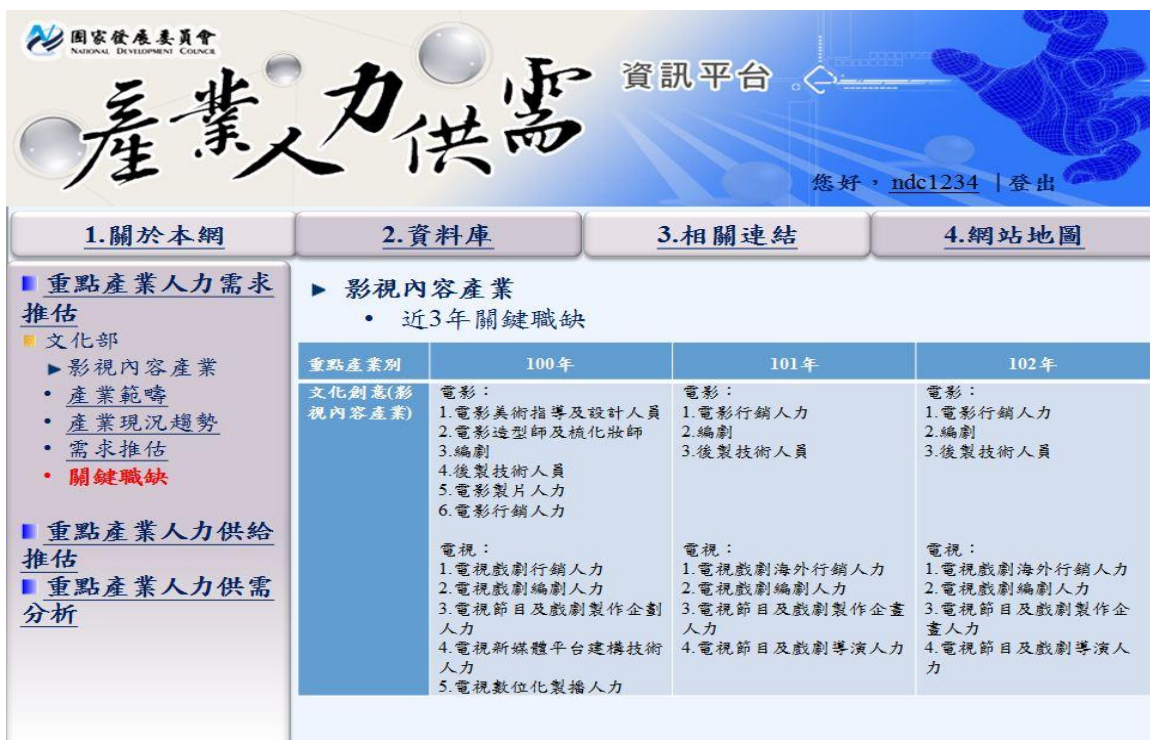 國家發展委員會
NATIONAL DEVELOPMENT COUNCIL
產業人力供需 資訊平台
您好,ndc1234 | 登出
1.關於本網 2.資料庫 3.相關連結 4.網站地圖
重點產業人力需求
推估
文化部
►影視內容產業
• 產業範疇
• 產業現況趨勢
• 需求推估
• 關鍵職缺
重點產業人力供給
推估
重點產業人力供需
分析
► 影視內容產業
• 近3年關鍵職缺
重點產業別 100年 101年 102年
文化創意(影
視內容產業)
電影:
1.電影美術指導及設計人員
2.電影造型師及梳化妝師
3.編劇
4.後製技術人員
5.電影製片人力
6.電影行銷人力
電視:
1.電視戲劇行銷人力
2.電視戲劇編劇人力
3.電視節目及戲劇製作企劃
人力
4.電視新媒體平台建構技術
人力
5.電視數位化製播人力
電影:
1.電影行銷人力
2.編劇
3.後製技術人員
電視:
1.電視戲劇海外行銷人力
2.電視戲劇編劇人力
3.電視節目及戲劇製作企畫
人力
4.電視節目及戲劇導演人力
電影:
1.電影行銷人力
2.編劇
3.後製技術人員
電視:
1.電視戲劇海外行銷人力
2.電視戲劇編劇人力
3.電視節目及戲劇製作企
畫人力
4.電視節目及戲劇導演人
力